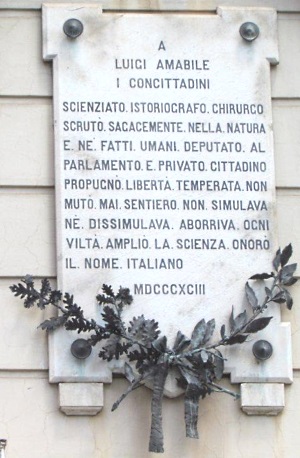 A
LUIGI AMABILE
I CONCITTADINI
SCIENZIATO. ISTORIOGRAFO. CHIRURGO
SCRUTÒ. SAGACEMENTE. NELLA. NATURA
E. NE'. FATTI. UMANI. DEPUTATO. AL
PARLAMENTO. E. PRIVATO. CITTADINO
PROPUGNÒ. LIBERTÀ. TEMPERATA. NON
MUTÒ. MAI. SENTIERO. NON. SIMULAVA
NÈ. DISSIMULAVA. ABORRIVA. OGNI
VILTÀ. AMPLIÒ. LA. SCIENZA. ONORÒ
IL. NOME. ITALIANO
MDCCCXCIII